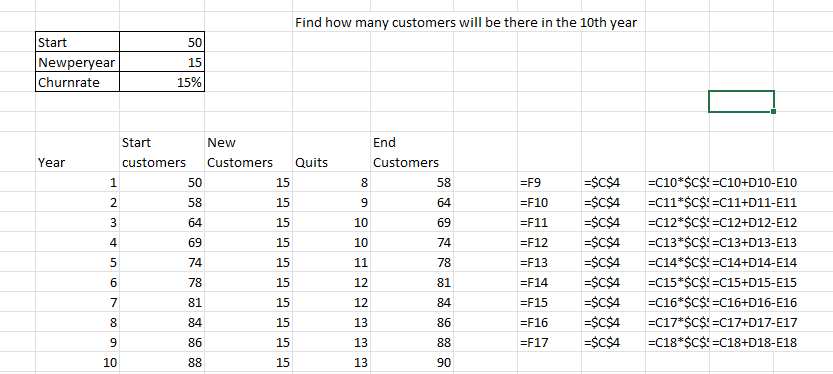 Find how many customers will be there in the 10th year
Start 50
Newperyear 15
Churnrate 15%
Start New End
Year customers Customers Quits Customers
1 50 15 8 58 =F9 =$C$4 =C10*$C$ =C10+D10-E10
2 58 15 9 64 =F10 =$C$4 =C11*$C$ =C11+D11-E11
3 64 15 10 69 =F11 =$C$4 =C12*$C$ =C12+D12-E12
4 69 15 10 74 =F12 =$C$4 =C13*$C$ =C13+D13-E13
5 74 15 11 78 =F13 =$C$4 =C14*$C$ =C14+D14-E14
6 78 15 12 81 =F14 =$C$4 =C15*$C$ =C15+D15-E15
7 81 15 12 84 =F15 =$C$4 =C16*$C$ =C16+D16-E16
8 84 15 13 86 =F16 =$C$4 =C17*$C$ =C17+D17-E17
9 86 15 13 88 =F17 =$C$4 =C18*$C$ =C18+D18-E18
10 88 15 13 90